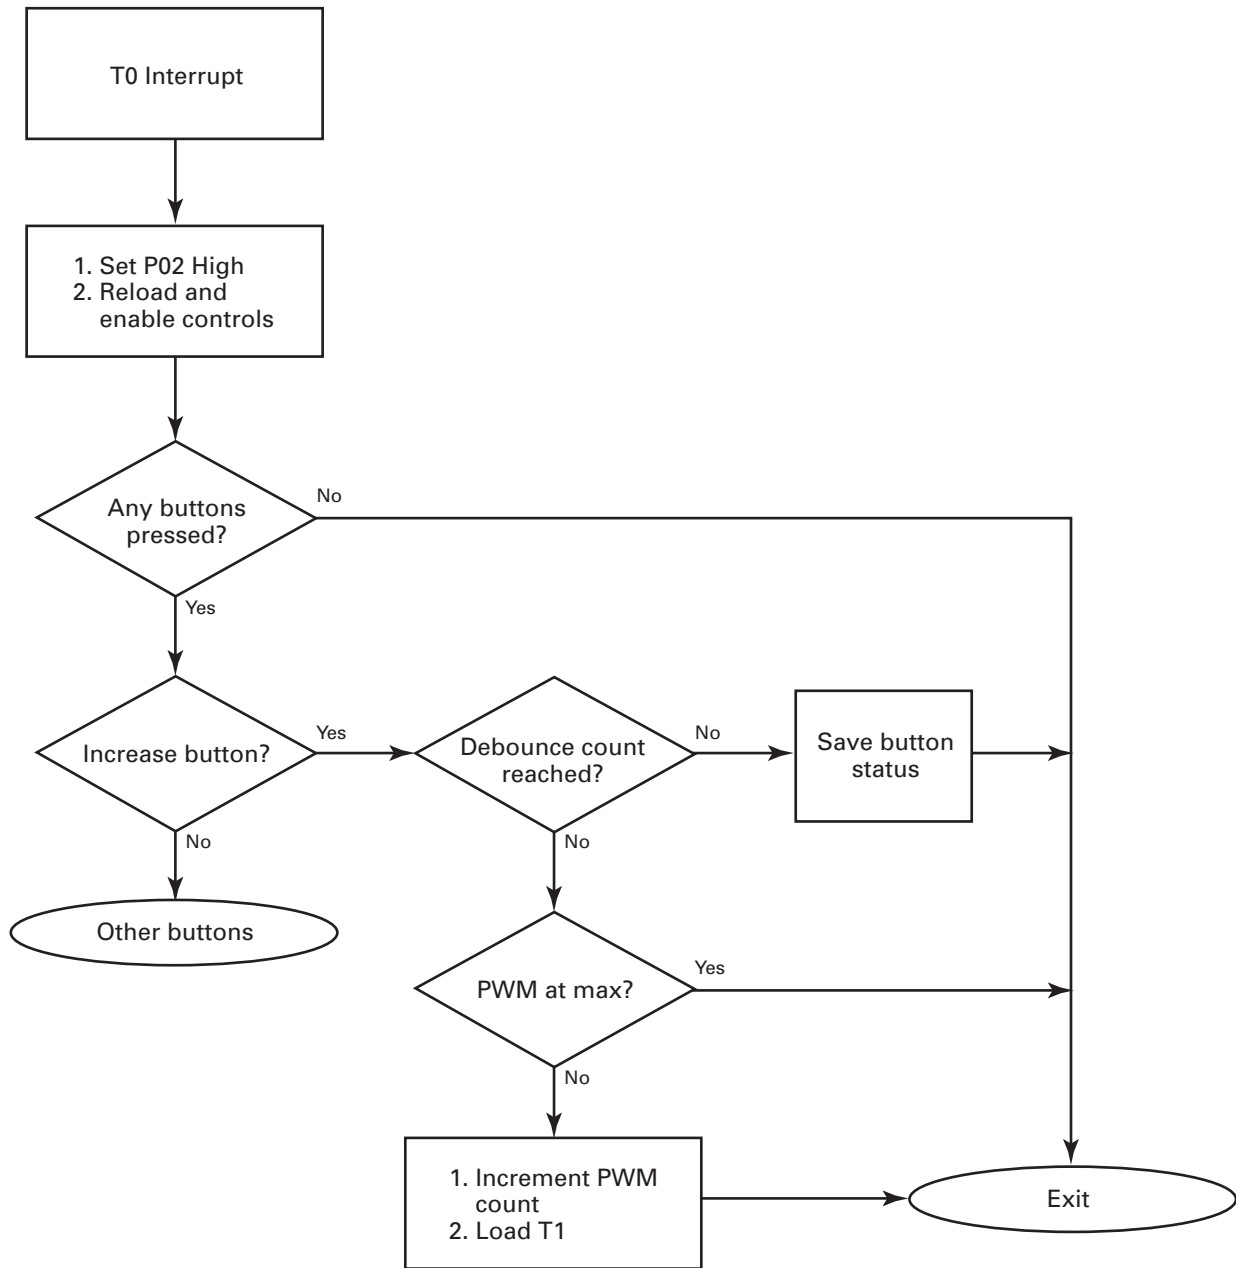 T0 Interrupt
1. Set P02 High
2. Reload and
enable controls
Any buttons
pressed?
No
Yes
Increase button?
Yes
Debounce count
reached?
No
Save button
status
No
No
Other buttons
PWM at max?
Yes
No
1. Increment PWM
count
2. Load T1
Exit